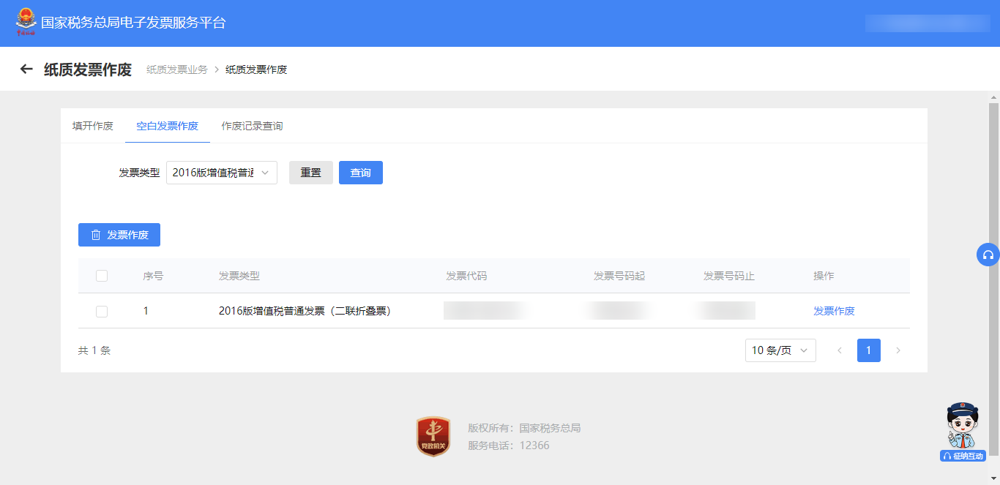 国家税务总局电子发票服务平台
纸质发票作废 纸质发票业务 > 纸质发票作废
填开作废 空白发票作废 作废记录查询
发票类型 2016版增值税普通 重置 查询
发票作废
序号 发票类型 发票代码 发票号码起 发票号码止 操作
1 2016版增值税普通发票（二联折叠票） 发票作废
共 1 条 10 条/页 < 1 >
党政机关
版权所有：国家税务总局
服务电话：12366
征纳互动